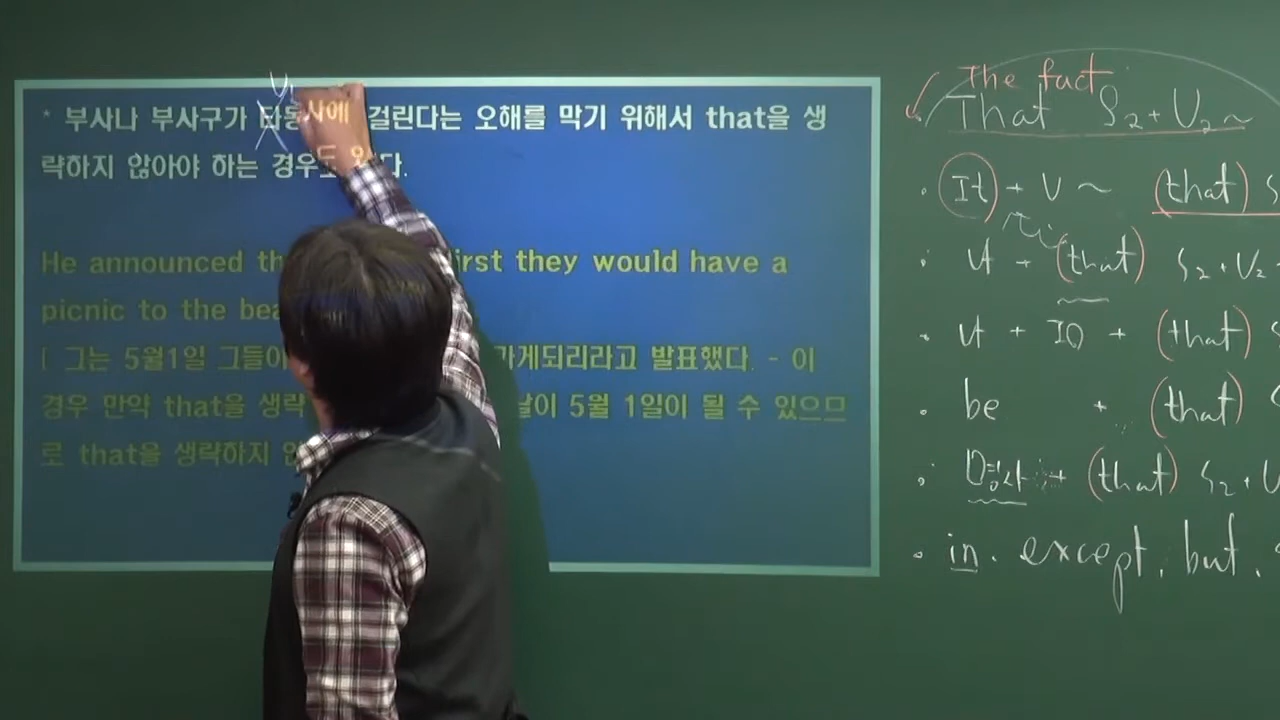 * 부사나 부사구가 타동사에 걸린다는 오해를 막기 위해서 that을 생
략하지 않아야 하는 경우도 있다.
He announced irst they would have a
picnic to the
[ 그는 5월1일 가게되리라고 발표했다. - 이
경우 만약 that을 생략 날이 5월 1일이 될 수 있으므
로 that을 생략하지
The fact
That S₂+V₂~
· It + V ~ (that) S
· vt + (that) S₂+V₂
· vt + IO + (that) S
· be + (that)
· 명사 + (that) S₂+V
· in. except, but,